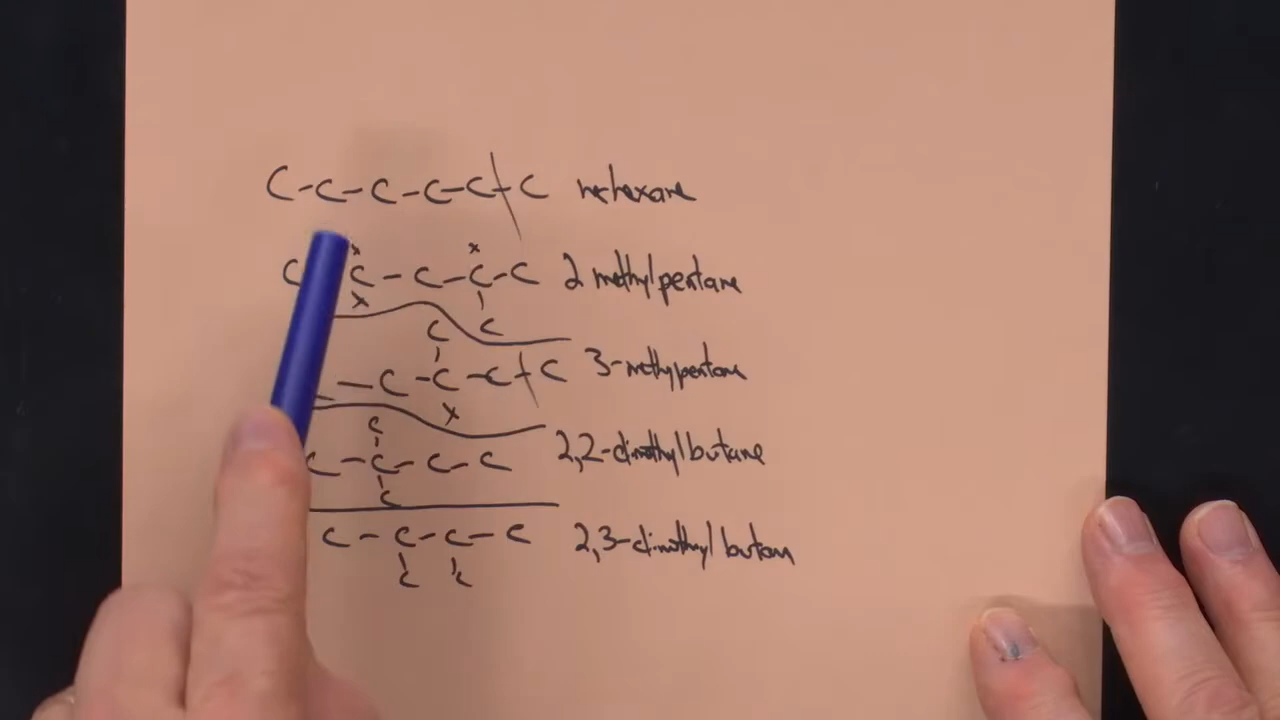 C-C-C-C-C-C n-hexane
x x
C C-C-C-C 2 methylpentane
x
C C
-C-C-C-C 3-methylpentane
x
C
C-C-C-C 2,2-dimethylbutane
C
C-C-C-C 2,3-dimethylbutane
C C